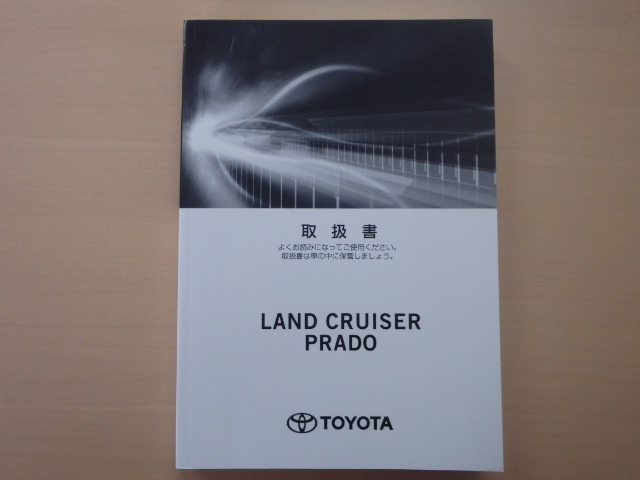 取扱書
よくお読みになってご使用ください。
取扱書は車の中に保管しましょう。
LAND CRUISER
PRADO
TOYOTA